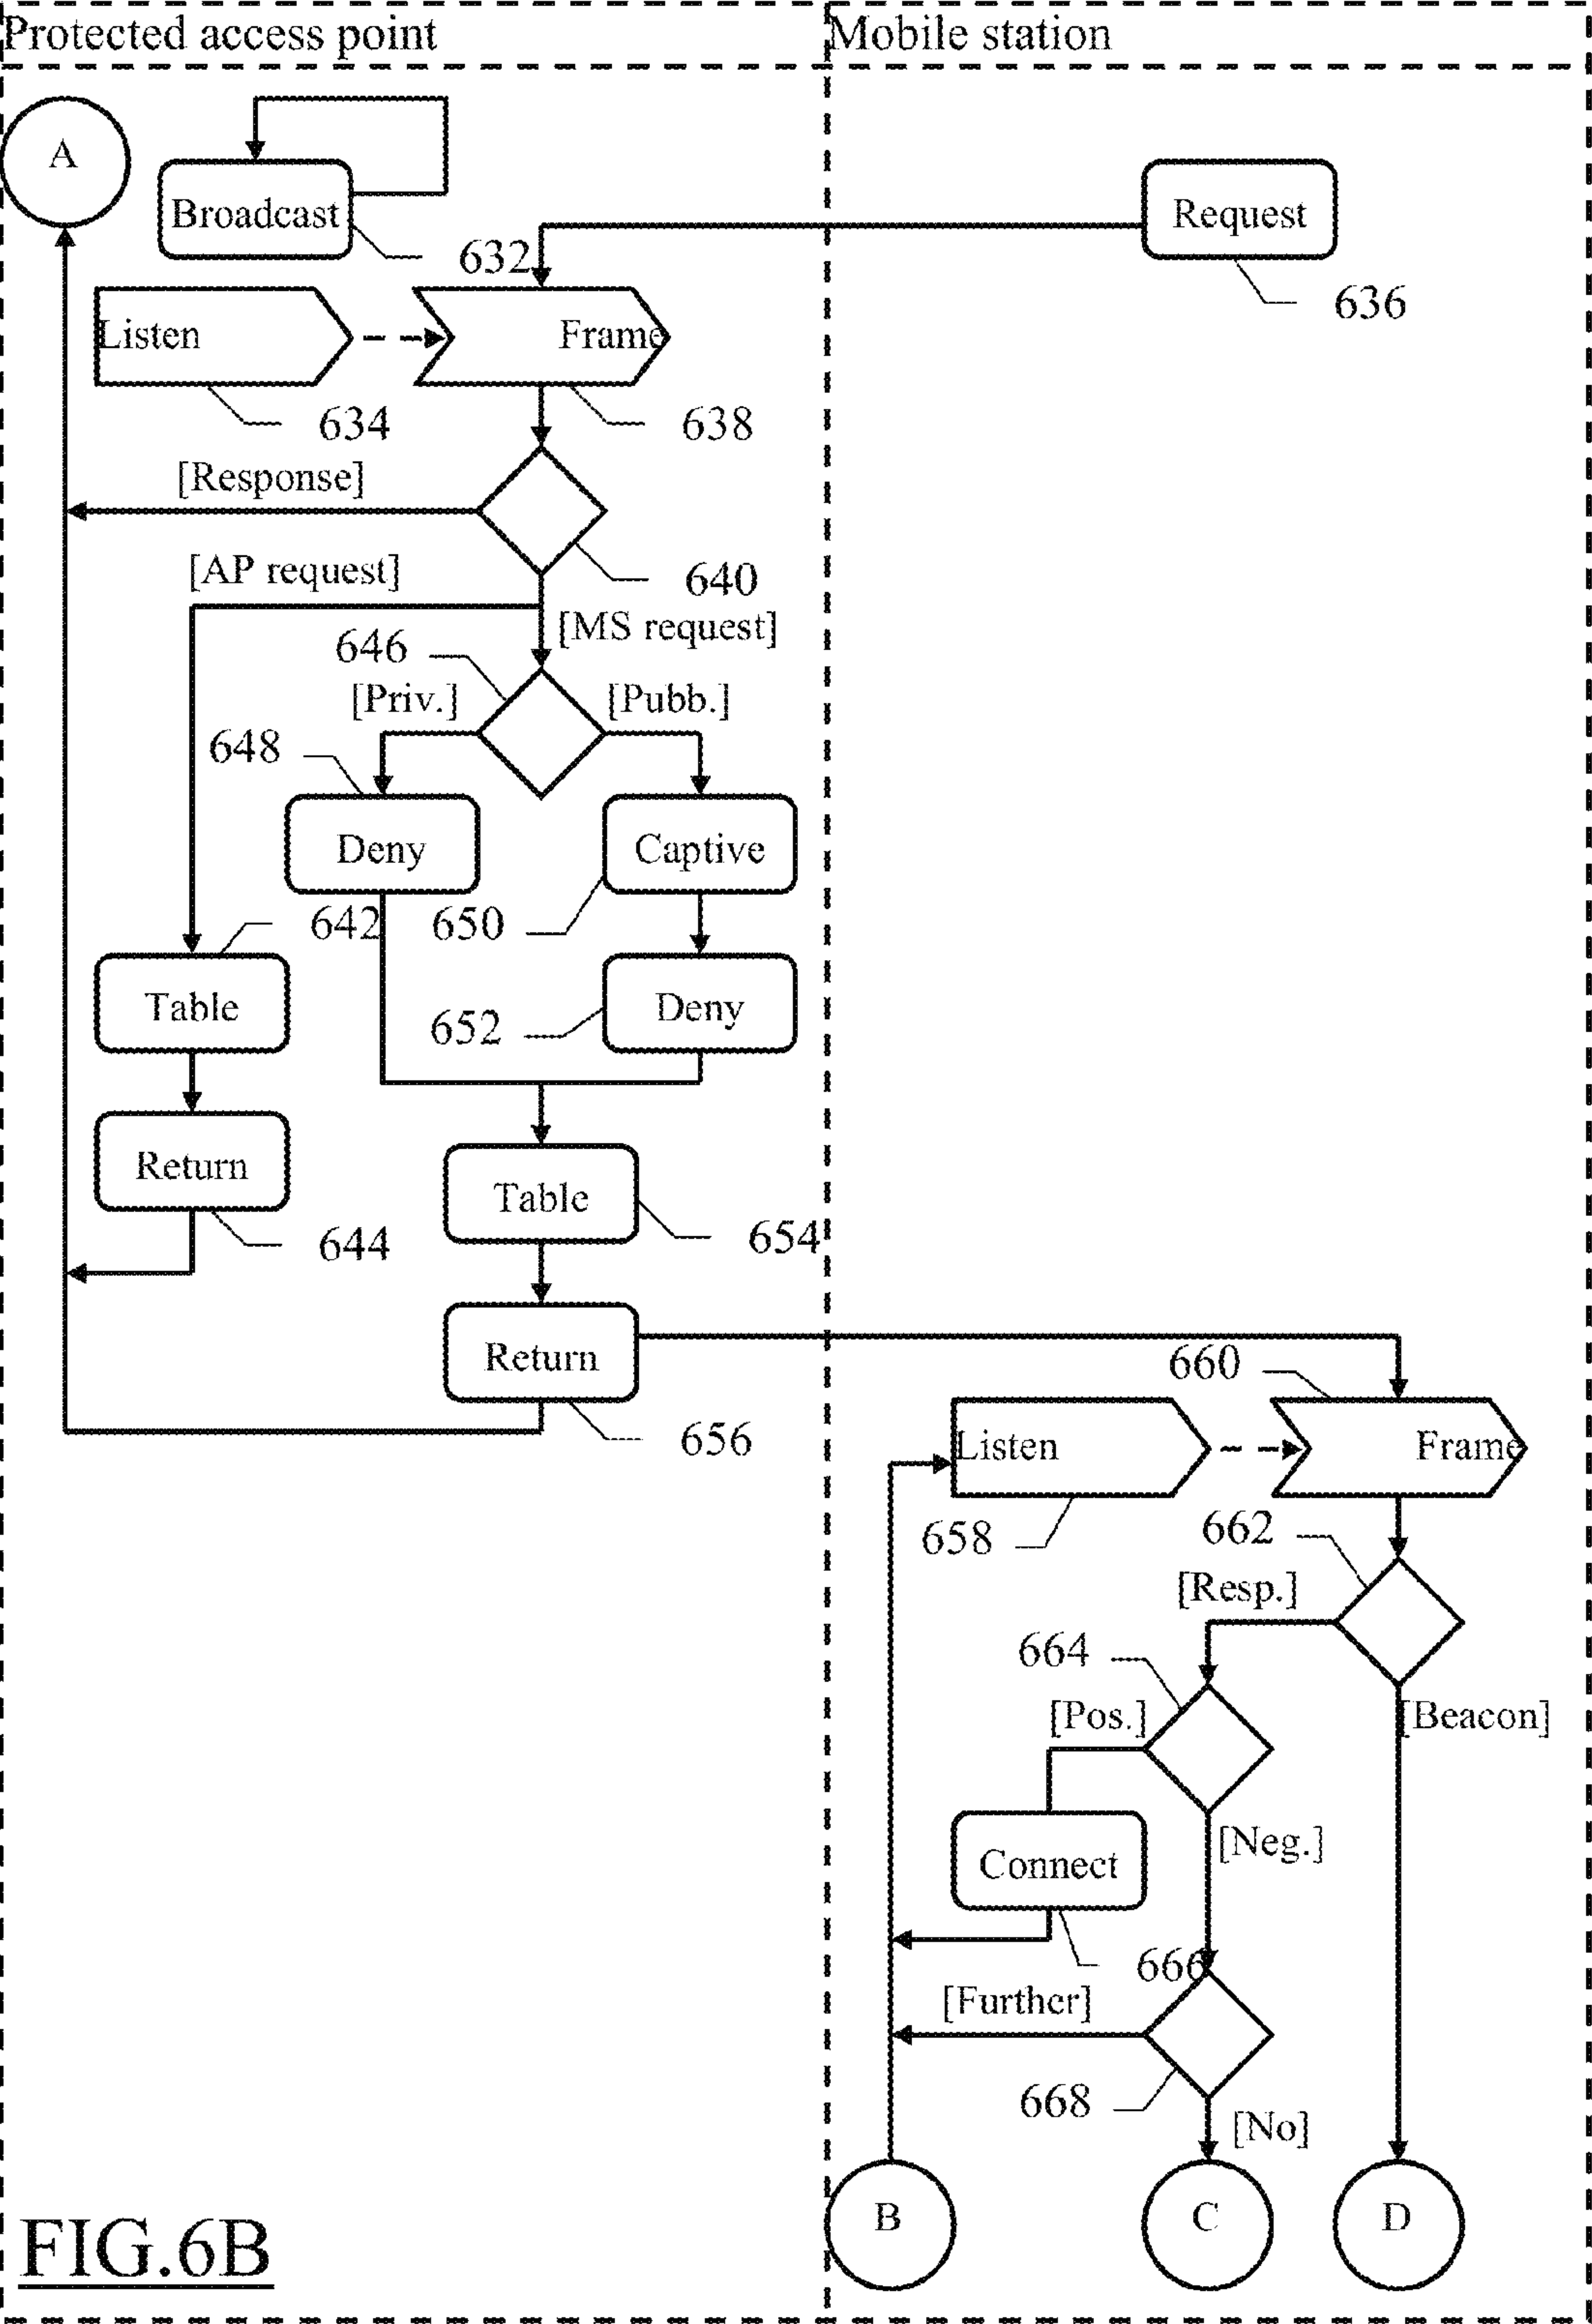 Protected access point
Mobile station
A
Broadcast
632
Request
636
Listen
634
Frame
638
[Response]
640
[AP request]
[MS request]
646
[Priv.]
[Pubb.]
648
Deny
Captive
642
650
Table
652
Deny
Return
644
Table
654
Return
656
660
Listen
Frame
658
662
[Resp.]
664
[Pos.]
[Beacon]
Connect
[Neg.]
666
[Further]
668
[No]
B
C
D
FIG.6B